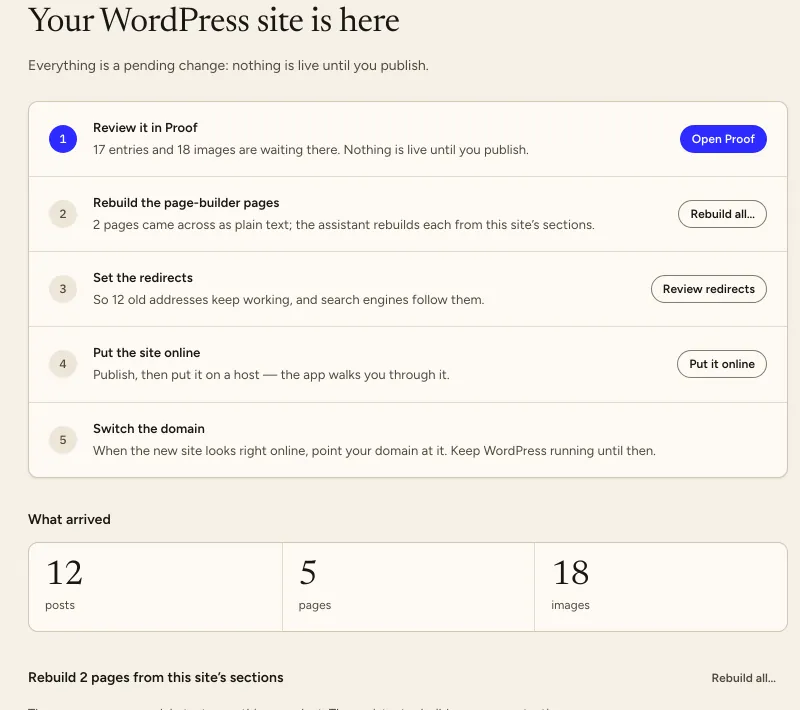 Your WordPress site is here
Everything is a pending change: nothing is live until you publish.
1
Review it in Proof
17 entries and 18 images are waiting there. Nothing is live until you publish.
Open Proof
2
Rebuild the page-builder pages
2 pages came across as plain text; the assistant rebuilds each from this site’s sections.
Rebuild all...
3
Set the redirects
So 12 old addresses keep working, and search engines follow them.
Review redirects
4
Put the site online
Publish, then put it on a host — the app walks you through it.
Put it online
5
Switch the domain
When the new site looks right online, point your domain at it. Keep WordPress running until then.
What arrived
12
posts
5
pages
18
images
Rebuild 2 pages from this site’s sections
Rebuild all...